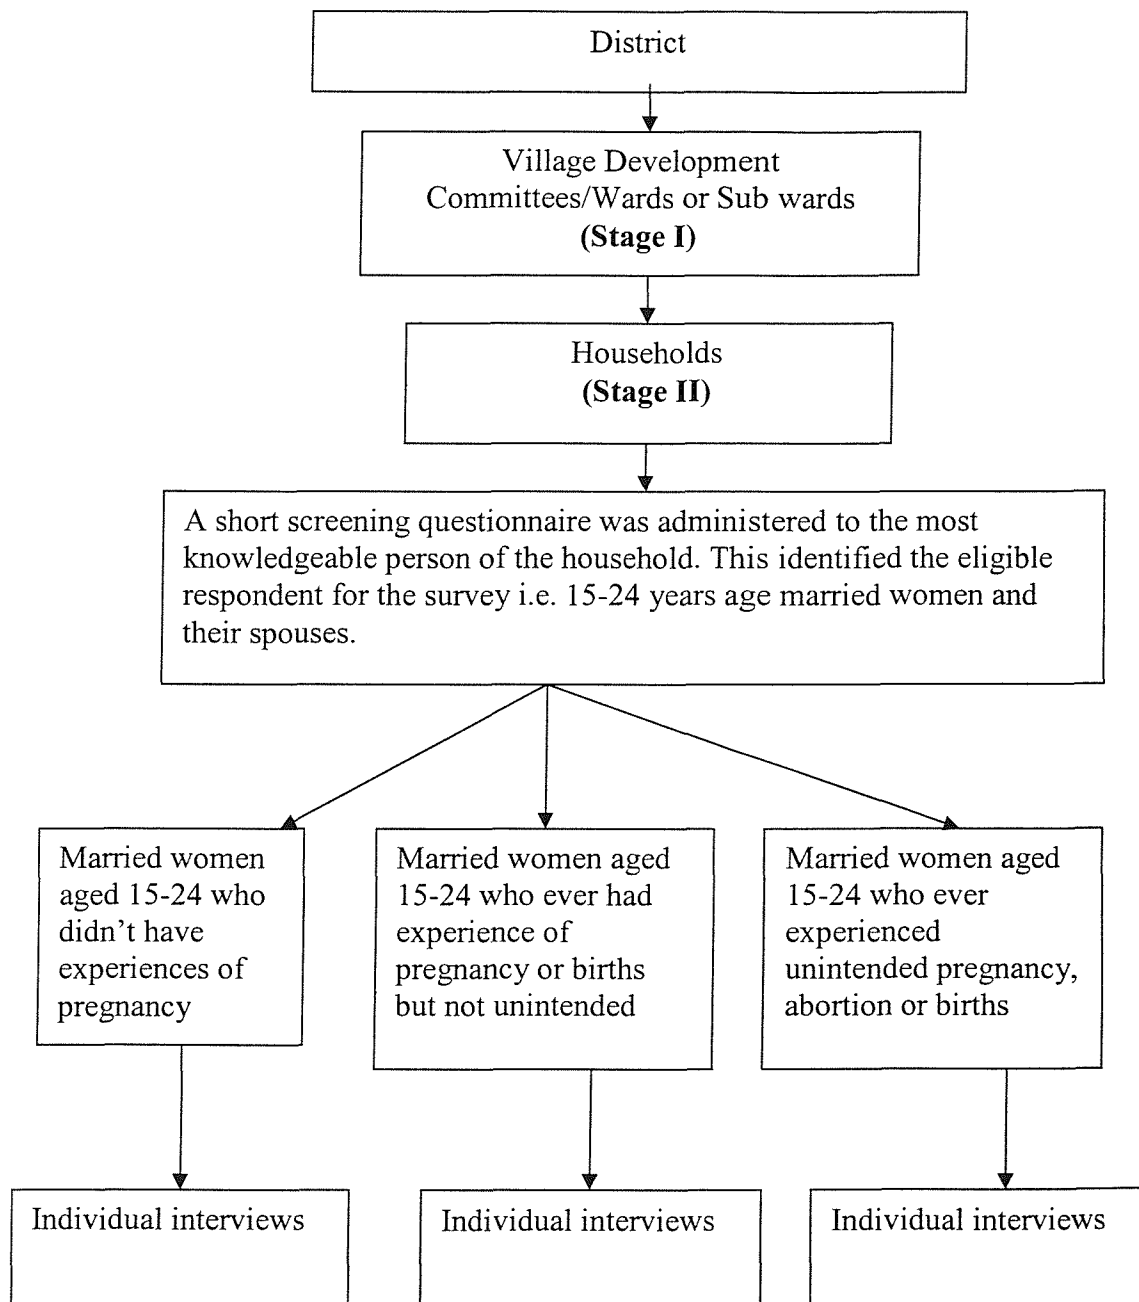 District
Village Development
Committees/Wards or Sub wards
(Stage I)
Households
(Stage II)
A short screening questionnaire was administered to the most
knowledgeable person of the household. This identified the eligible
respondent for the survey i.e. 15-24 years age married women and
their spouses.
Married women
aged 15-24 who
didn't have
experiences of
pregnancy
Married women aged
15-24 who ever had
experience of
pregnancy or births
but not unintended
Married women aged
15-24 who ever
experienced
unintended pregnancy,
abortion or births
Individual interviews
Individual interviews
Individual interviews